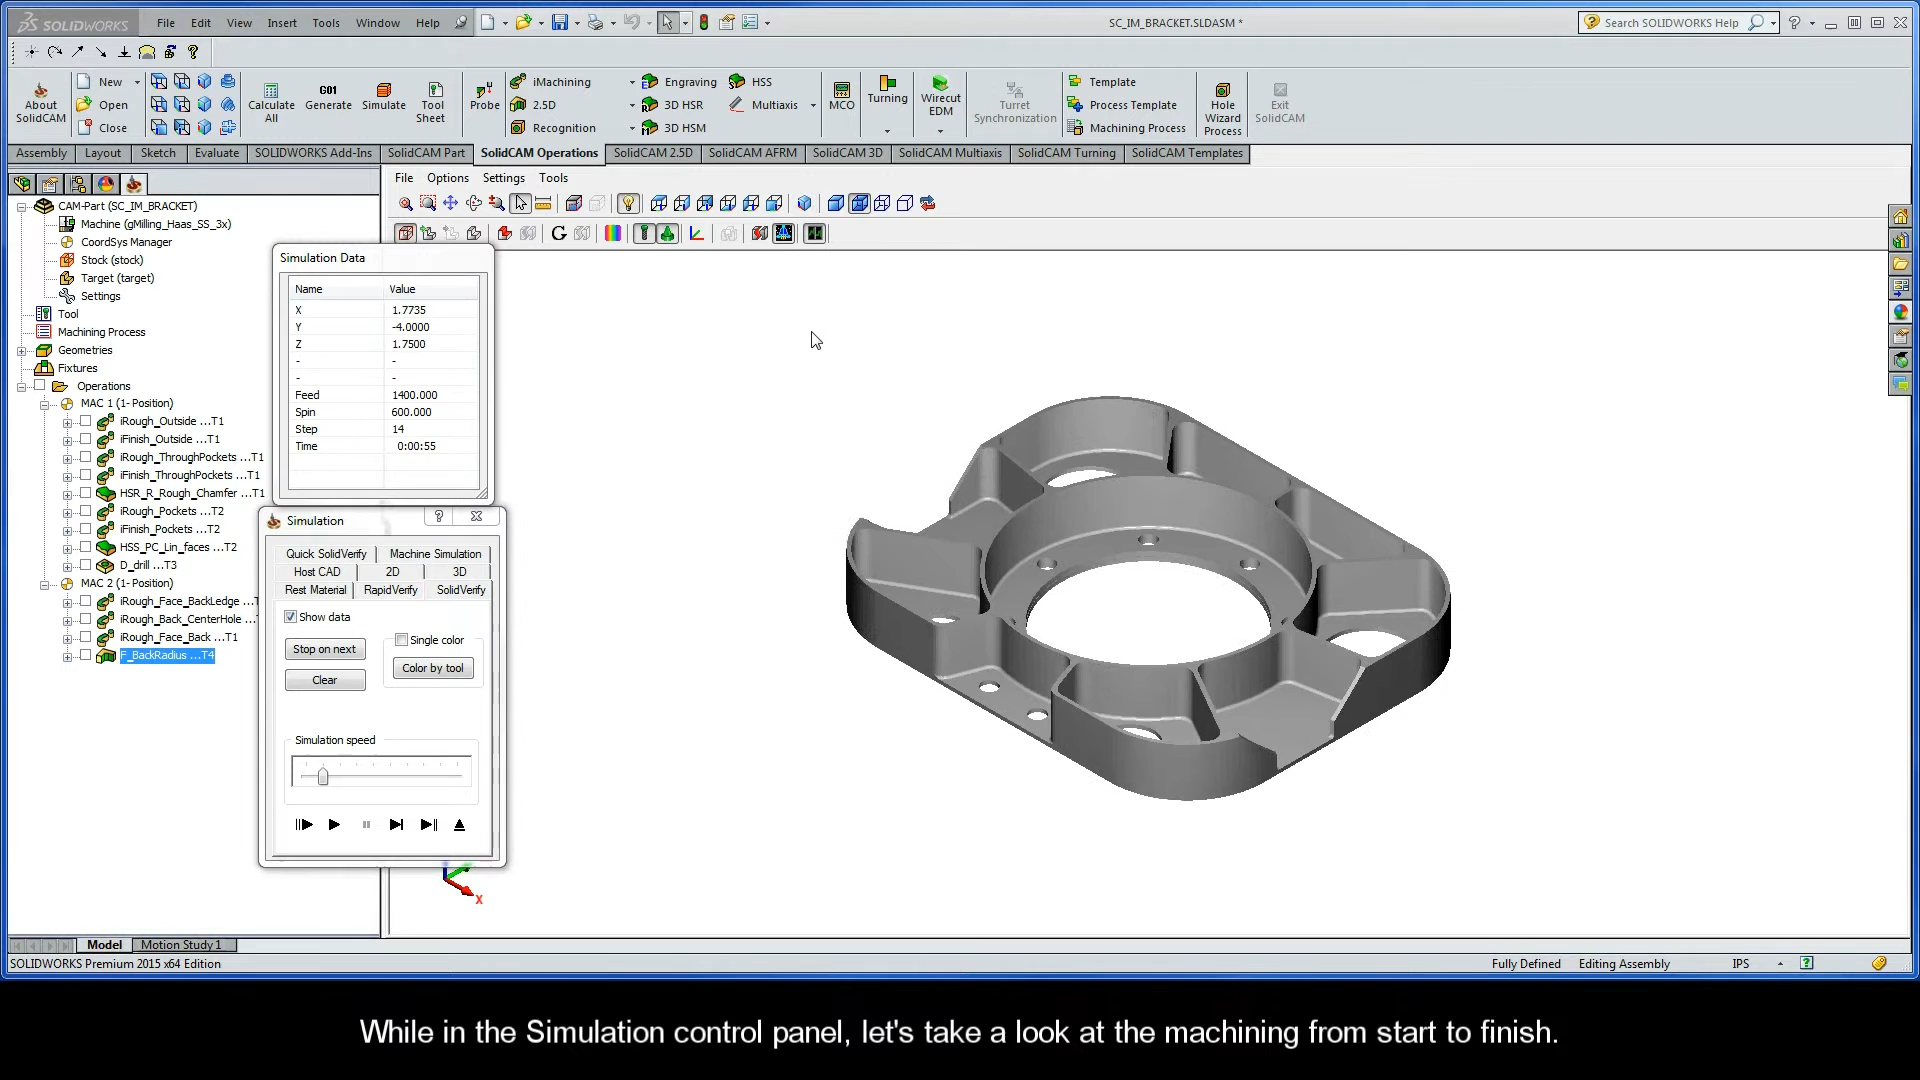 SOLIDWORKS File Edit View Insert Tools Window Help SC_IM_BRACKET.SLDASM * Search SOLIDWORKS Help
About SolidCAM
New
Open
Close
Calculate All
G01
Generate
Simulate
Tool Sheet
Probe
iMachining
2.5D
Recognition
Engraving
3D HSR
3D HSM
HSS
Multiaxis
MCO
Turning
Wirecut EDM
Turret Synchronization
Template
Process Template
Machining Process
Hole Wizard Process
Exit SolidCAM
Assembly Layout Sketch Evaluate SOLIDWORKS Add-Ins SolidCAM Part SolidCAM Operations SolidCAM 2.5D SolidCAM AFRM SolidCAM 3D SolidCAM Multiaxis SolidCAM Turning SolidCAM Templates
File Options Settings Tools
CAM-Part (SC_IM_BRACKET)
Machine (gMilling_Haas_SS_3x)
CoordSys Manager
Stock (stock)
Target (target)
Settings
Tool
Machining Process
Geometries
Fixtures
Operations
MAC 1 (1- Position)
iRough_Outside ...T1
iFinish_Outside ...T1
iRough_ThroughPockets ...T1
iFinish_ThroughPockets ...T1
HSR_R_Rough_Chamfer ...T1
iRough_Pockets ...T2
iFinish_Pockets ...T2
HSS_PC_Lin_faces ...T2
D_drill ...T3
MAC 2 (1- Position)
iRough_Face_BackLedge ...
iRough_Back_CenterHole ...
iRough_Face_Back ...T1
F_BackRadius ...T4
Simulation Data
Name Value
X 1.7735
Y -4.0000
Z 1.7500
- -
- -
Feed 1400.000
Spin 600.000
Step 14
Time 0:00:55
Simulation
Quick SolidVerify Machine Simulation
Host CAD 2D 3D
Rest Material RapidVerify SolidVerify
Show data
Stop on next
Single color
Color by tool
Clear
Simulation speed
X
Model Motion Study 1
SOLIDWORKS Premium 2015 x64 Edition Fully Defined Editing Assembly IPS
While in the Simulation control panel, let's take a look at the machining from start to finish.